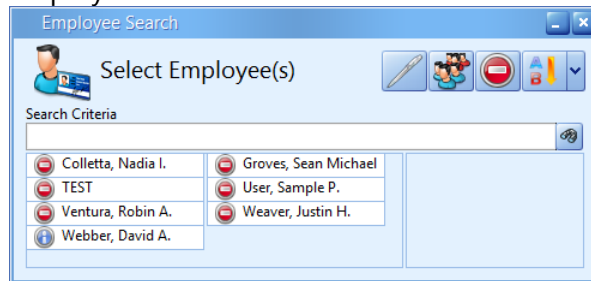 Employee Search
Select Employee(s)
A
B
Search Criteria
Colletta, Nadia I.
Groves, Sean Michael
TEST
User, Sample P.
Ventura, Robin A.
Weaver, Justin H.
Webber, David A.